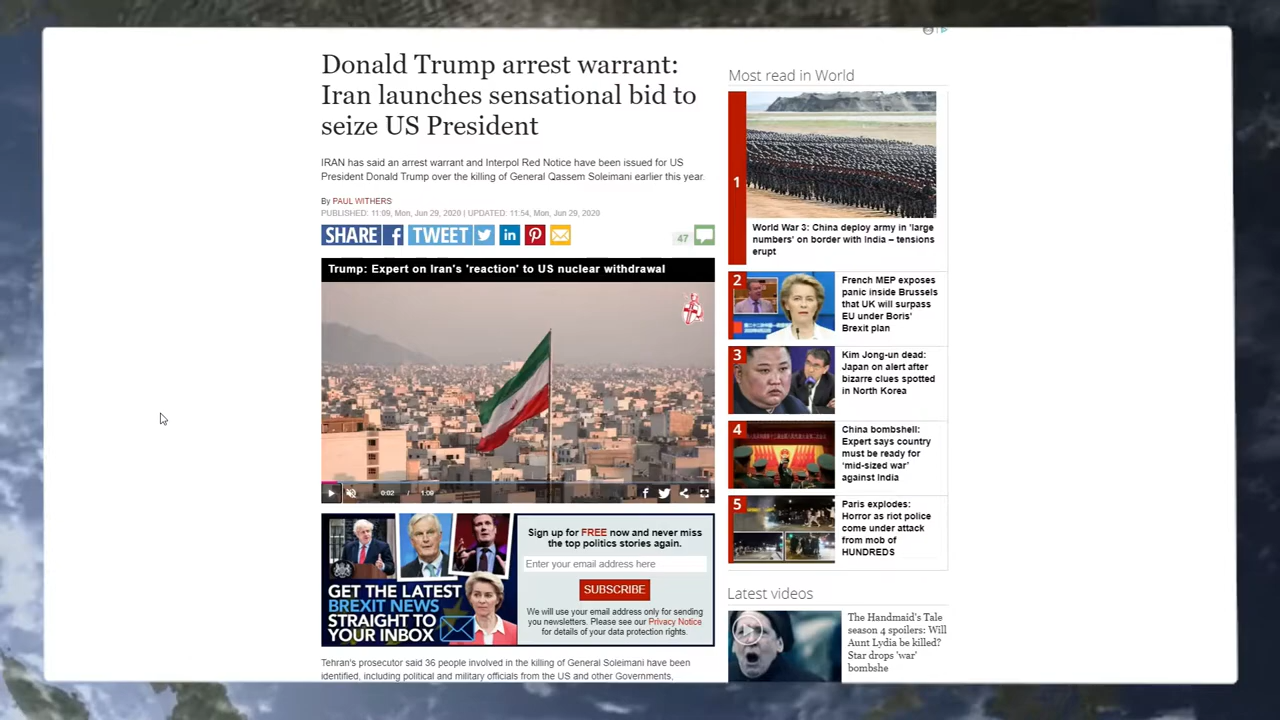 Donald Trump arrest warrant:
Iran launches sensational bid to
seize US President
IRAN has said an arrest warrant and Interpol Red Notice have been issued for US
President Donald Trump over the killing of General Qassem Soleimani earlier this year.
By PAUL WITHERS
PUBLISHED: 11:09, Mon, Jun 29, 2020 | UPDATED: 11:54, Mon, Jun 29, 2020
SHARE TWEET
47
Trump: Expert on Iran's 'reaction' to US nuclear withdrawal
0:02 / 1:09
GET THE LATEST
BREXIT NEWS
STRAIGHT TO
YOUR INBOX
Sign up for FREE now and never miss
the top politics stories again.
Enter your email address here
SUBSCRIBE
We will use your email address only for sending
you newsletters. Please see our Privacy Notice
for details of your data protection rights.
Tehran's prosecutor said 36 people involved in the killing of General Soleimani have been
identified, including political and military officials from the US and other Governments,
Most read in World
1
World War 3: China deploy army in 'large
numbers' on border with India – tensions
erupt
2
French MEP exposes
panic inside Brussels
that UK will surpass
EU under Boris'
Brexit plan
3
Kim Jong-un dead:
Japan on alert after
bizarre clues spotted
in North Korea
4
China bombshell:
Expert says country
must be ready for
'mid-sized war'
against India
5
Paris explodes:
Horror as riot police
come under attack
from mob of
HUNDREDS
Latest videos
The Handmaid's Tale
season 4 spoilers: Will
Aunt Lydia be killed?
Star drops 'war'
bombshe